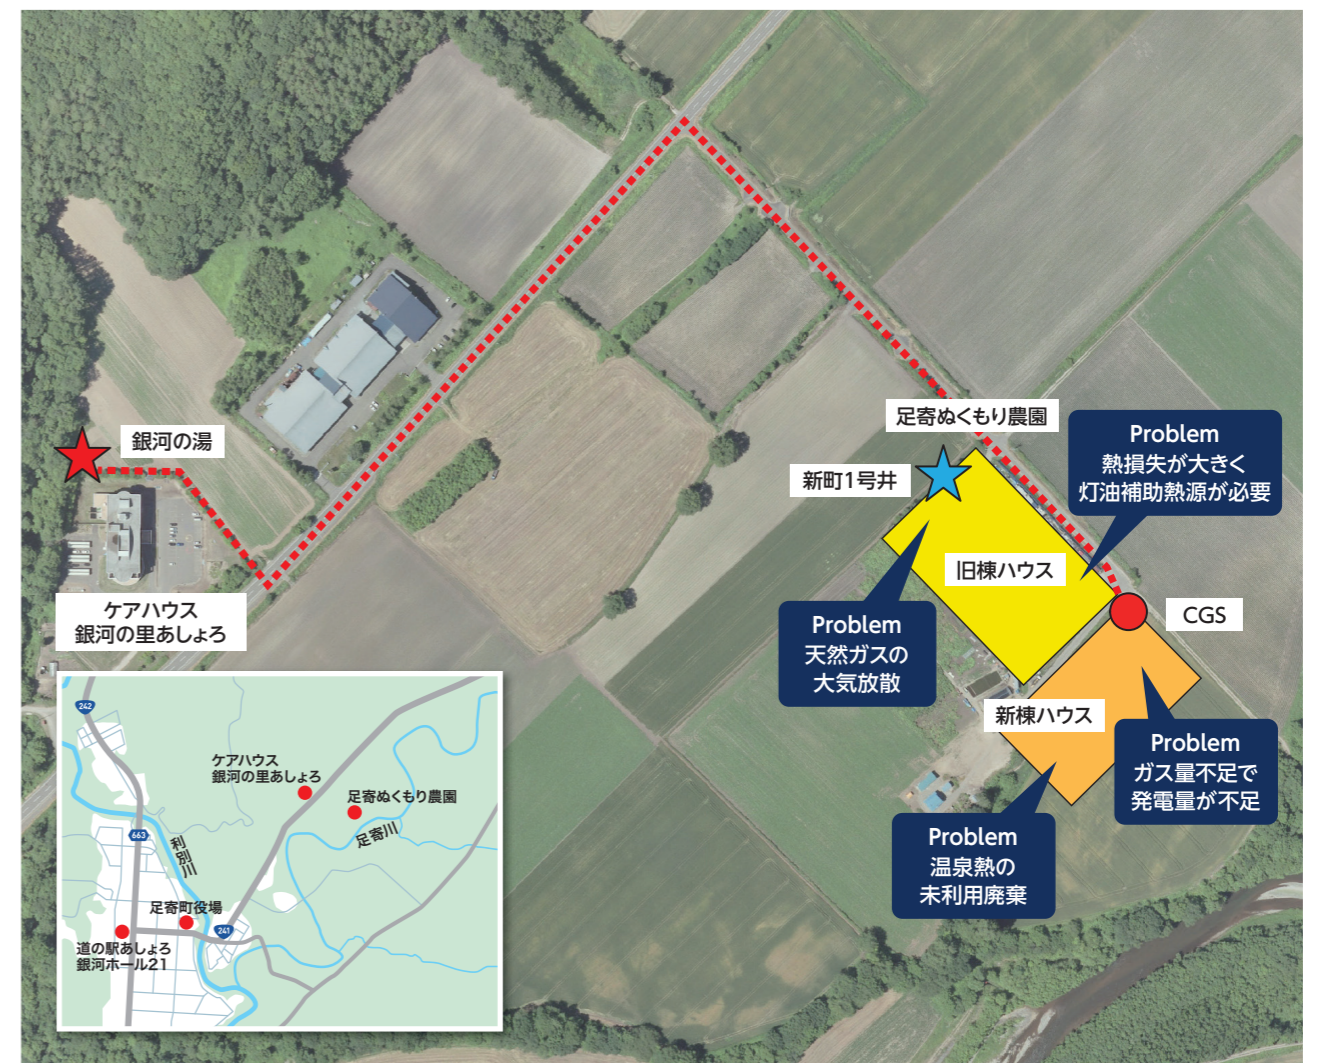 銀河の湯
ケアハウス
銀河の里あしょろ
足寄ぬくもり農園
新町1号井
Problem
熱損失が大きく
灯油補助熱源が必要
旧棟ハウス
CGS
Problem
天然ガスの
大気放散
新棟ハウス
Problem
ガス量不足で
発電量が不足
Problem
温泉熱の
未利用廃棄
242
ケアハウス
銀河の里あしょろ
足寄ぬくもり農園
足寄川
663
利別川
足寄町役場
241
道の駅あしょろ
銀河ホール21